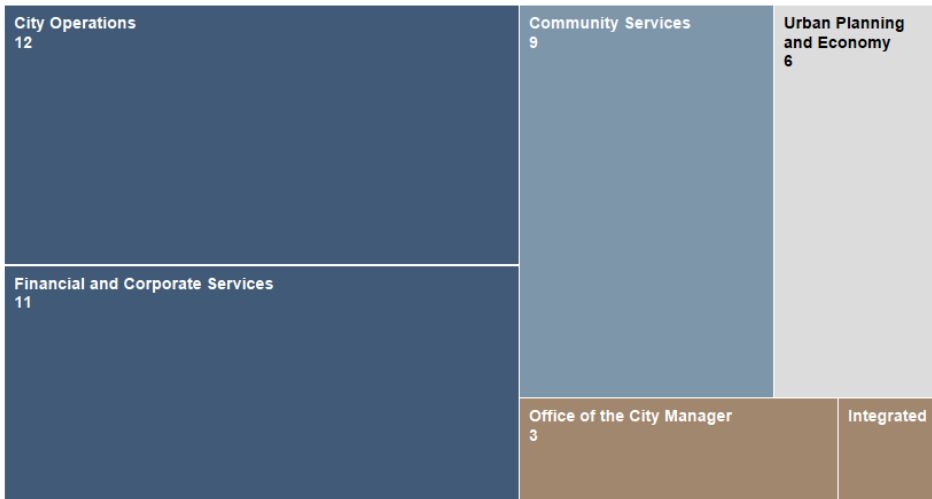 City Operations
12
Community Services
9
Urban Planning
and Economy
6
Financial and Corporate Services
11
Office of the City Manager
3
Integrated